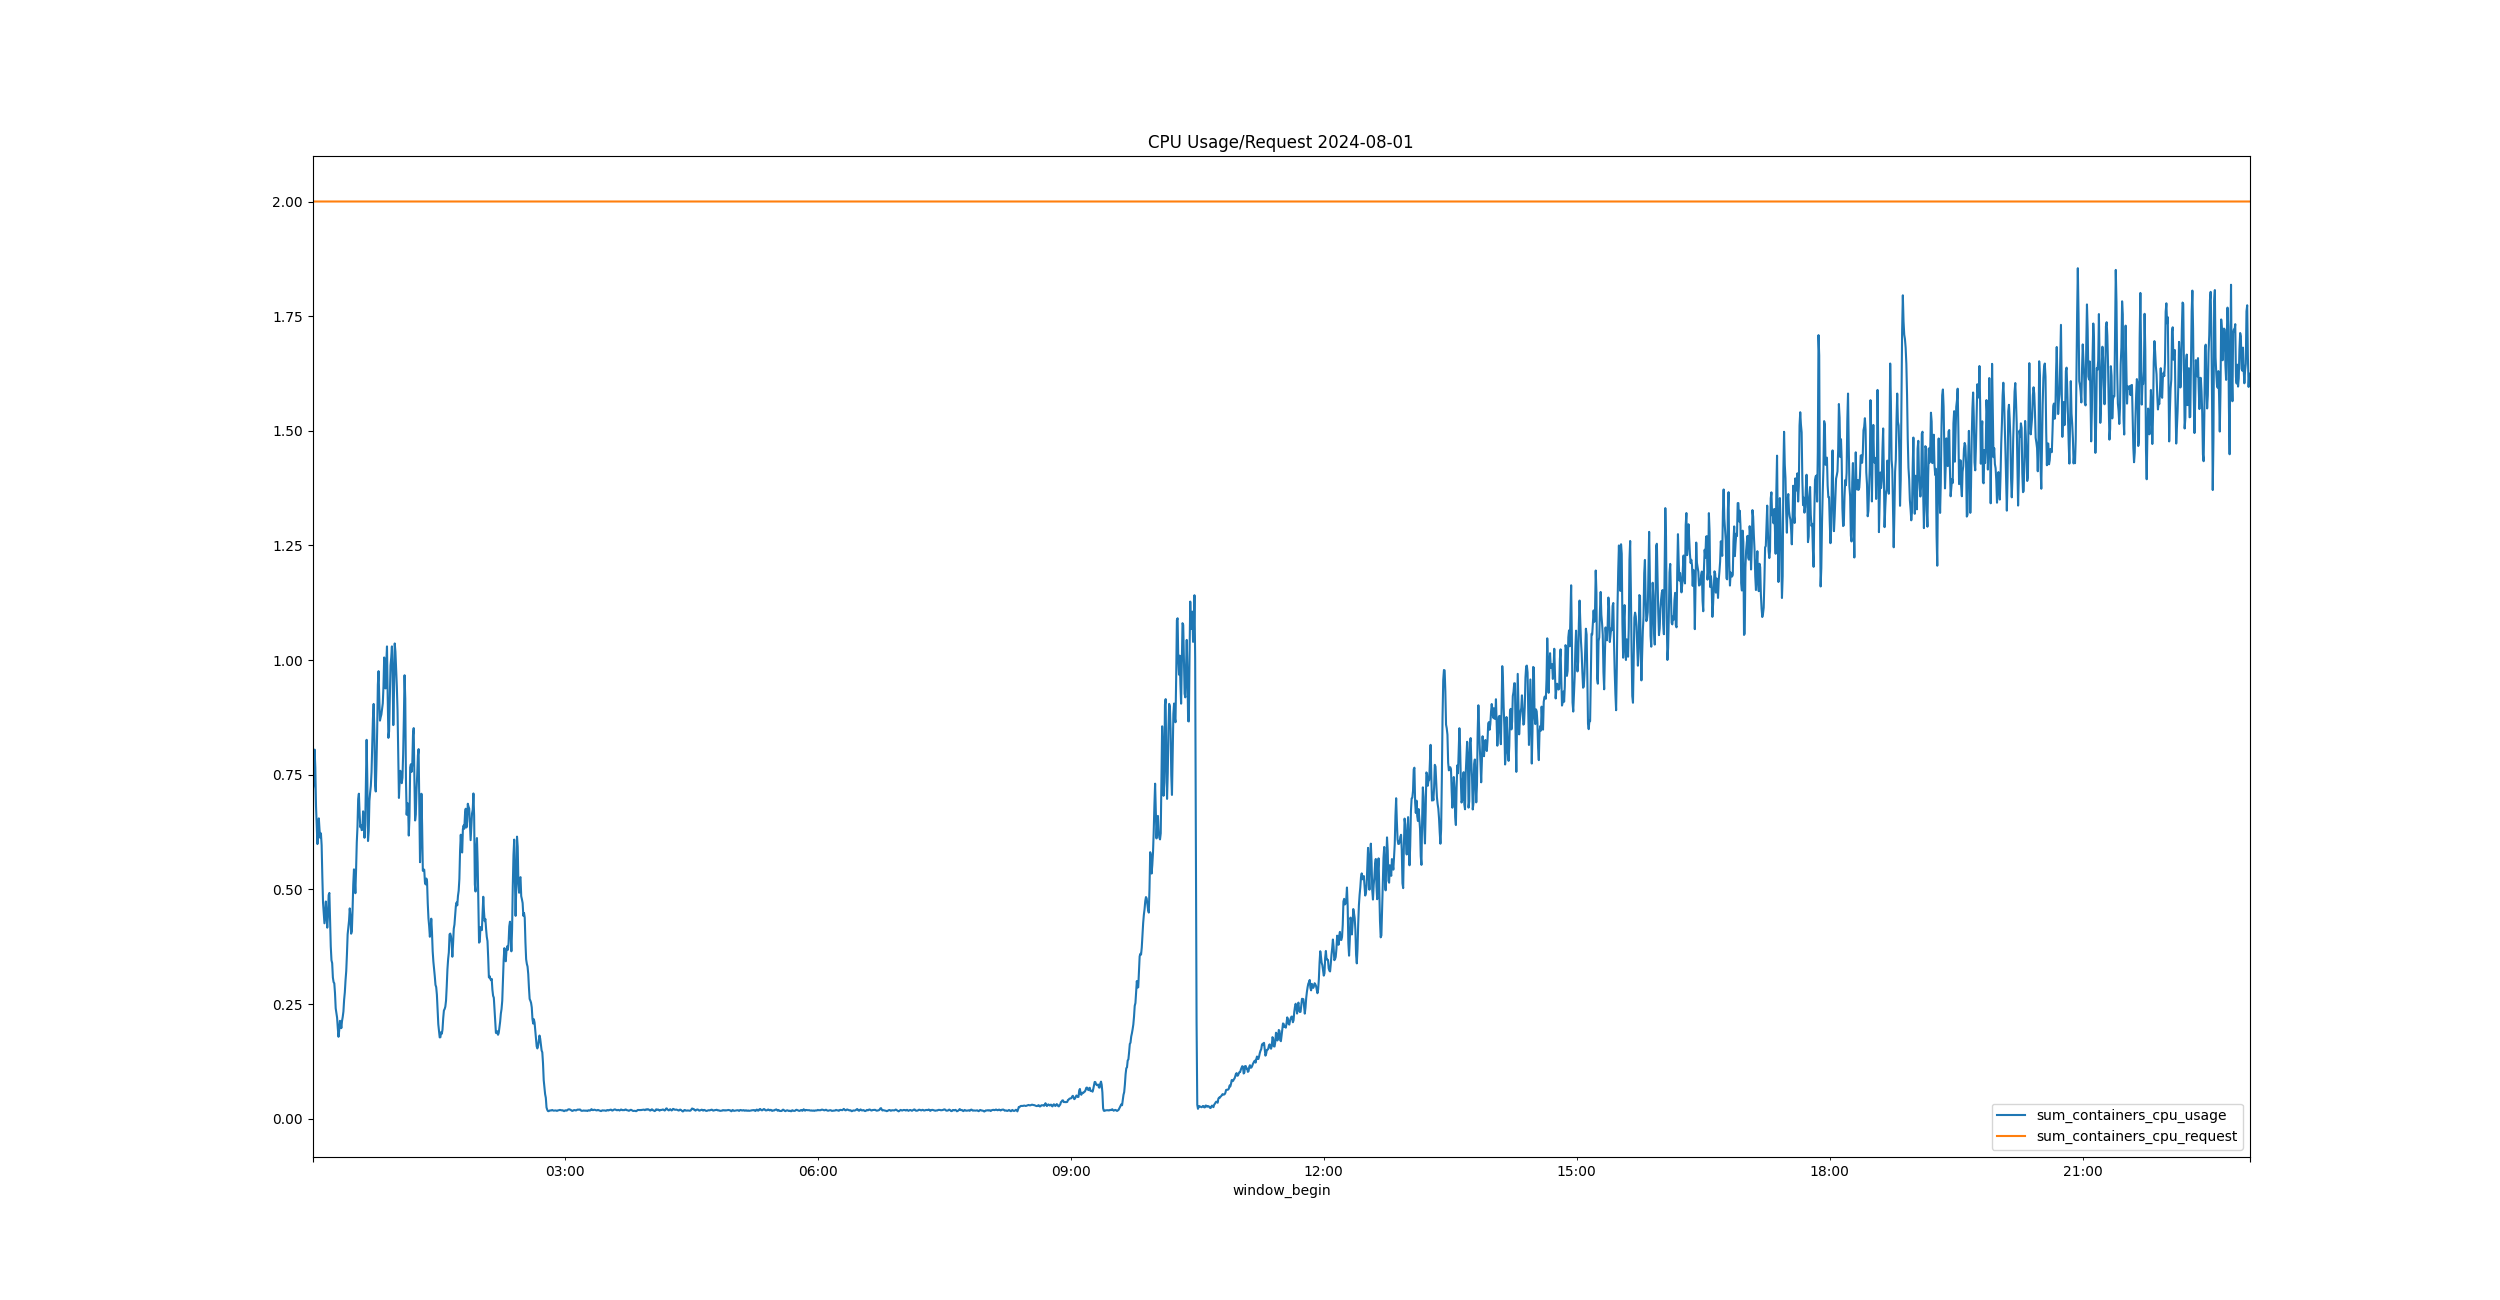 CPU Usage/Request 2024-08-01
2.00
1.75
1.50
1.25
1.00
0.75
0.50
0.25
0.00
sum_containers_cpu_usage
sum_containers_cpu_request
03:00 06:00 09:00 12:00 15:00 18:00 21:00
window_begin